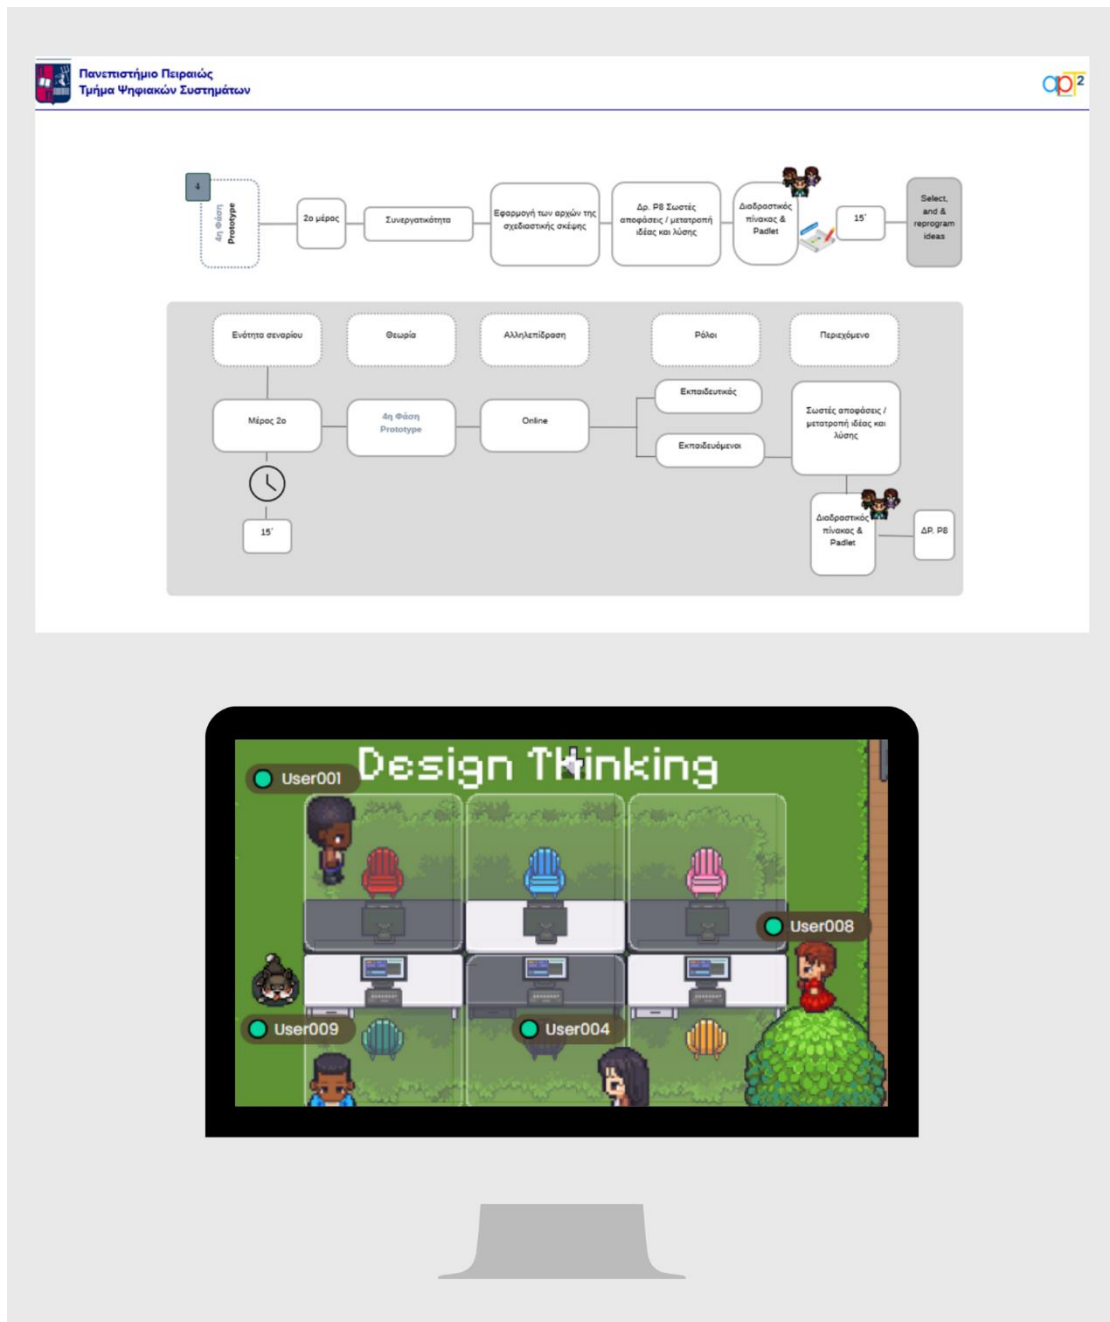 Πανεπιστήμιο Πειραιώς
Τμήμα Ψηφιακών Συστημάτων
apT²
4
4η Φάση
Prototype
2ο μέρος
Συνεργατικότητα
Εφαρμογή των αρχών της
σχεδιαστικής σκέψης
Δρ. P8 Σωστές
αποφάσεις / μετατροπή
ιδέας και λύσης
Διαδραστικός
πίνακας &
Padlet
15΄
Select,
and &
reprogram
ideas
Ενότητα σεναρίου
Θεωρία
Αλληλεπίδραση
Ρόλοι
Περιεχόμενο
Μέρος 2ο
4η Φάση
Prototype
Online
Εκπαιδευτικός
Εκπαιδευόμενοι
Σωστές αποφάσεις /
μετατροπή ιδέας και
λύσης
15΄
Διαδραστικός
πίνακας &
Padlet
ΔΡ. P8
Design Thinking
User001
User008
User009
User004